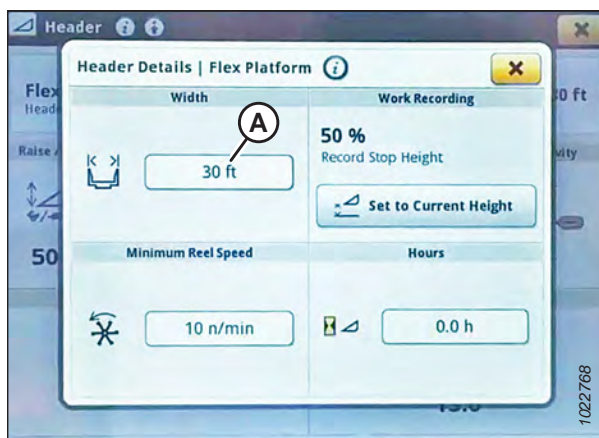 Header
Header Details | Flex Platform
Flex
0 ft
Head
Width
Work Recording
A
50 %
Record Stop Height
Raise /
vity
30 ft
Set to Current Height
50
Minimum Reel Speed
Hours
10 n/min
0.0 h
1022768